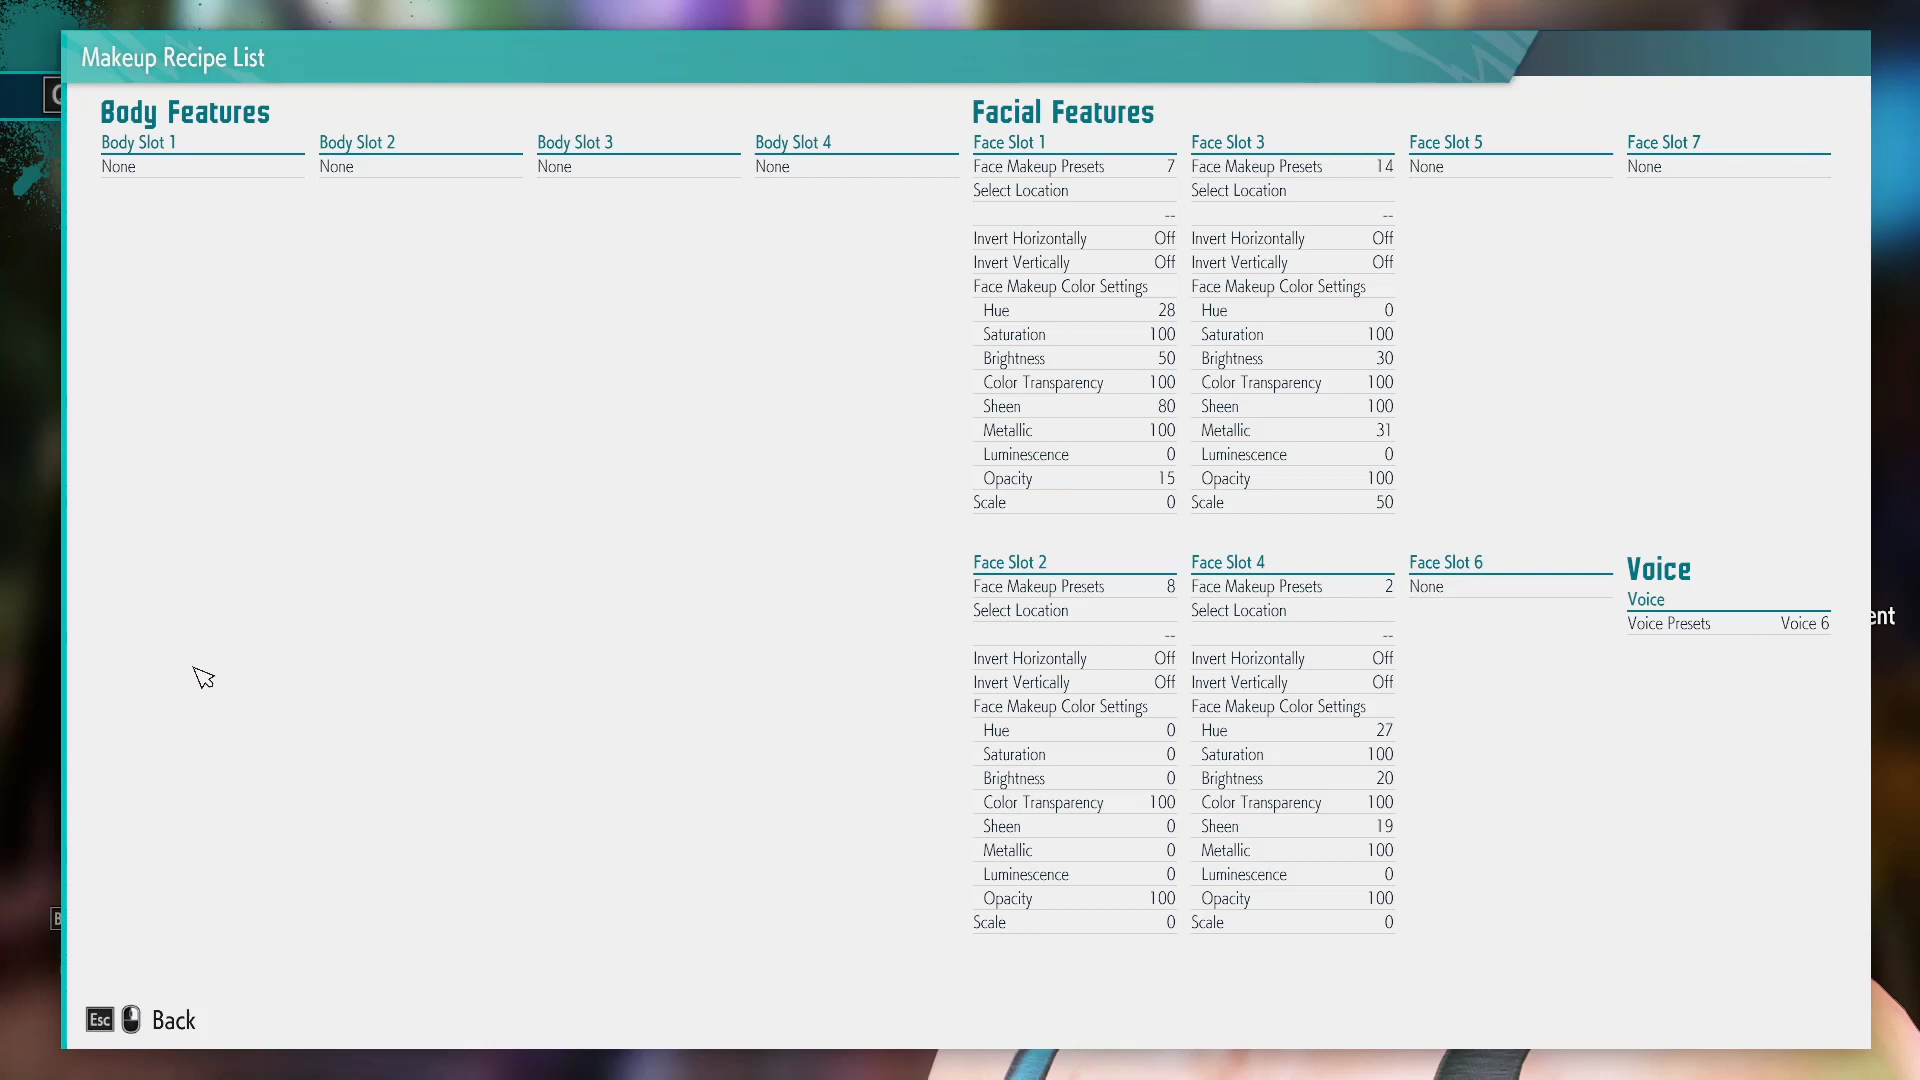 Makeup Recipe List
Body Features
Body Slot 1
None
Body Slot 2
None
Body Slot 3
None
Body Slot 4
None
Facial Features
Face Slot 1
Face Makeup Presets 7
Select Location
--
Invert Horizontally Off
Invert Vertically Off
Face Makeup Color Settings
Hue 28
Saturation 100
Brightness 50
Color Transparency 100
Sheen 80
Metallic 100
Luminescence 0
Opacity 15
Scale 0
Face Slot 2
Face Makeup Presets 8
Select Location
--
Invert Horizontally Off
Invert Vertically Off
Face Makeup Color Settings
Hue 0
Saturation 0
Brightness 0
Color Transparency 100
Sheen 0
Metallic 0
Luminescence 0
Opacity 100
Scale 0
Face Slot 3
Face Makeup Presets 14
Select Location
--
Invert Horizontally Off
Invert Vertically Off
Face Makeup Color Settings
Hue 0
Saturation 100
Brightness 30
Color Transparency 100
Sheen 100
Metallic 31
Luminescence 0
Opacity 100
Scale 50
Face Slot 4
Face Makeup Presets 2
Select Location
--
Invert Horizontally Off
Invert Vertically Off
Face Makeup Color Settings
Hue 27
Saturation 100
Brightness 20
Color Transparency 100
Sheen 19
Metallic 100
Luminescence 0
Opacity 100
Scale 0
Face Slot 5
None
Face Slot 6
None
Face Slot 7
None
Voice
Voice
Voice Presets Voice 6
ent
Esc Back